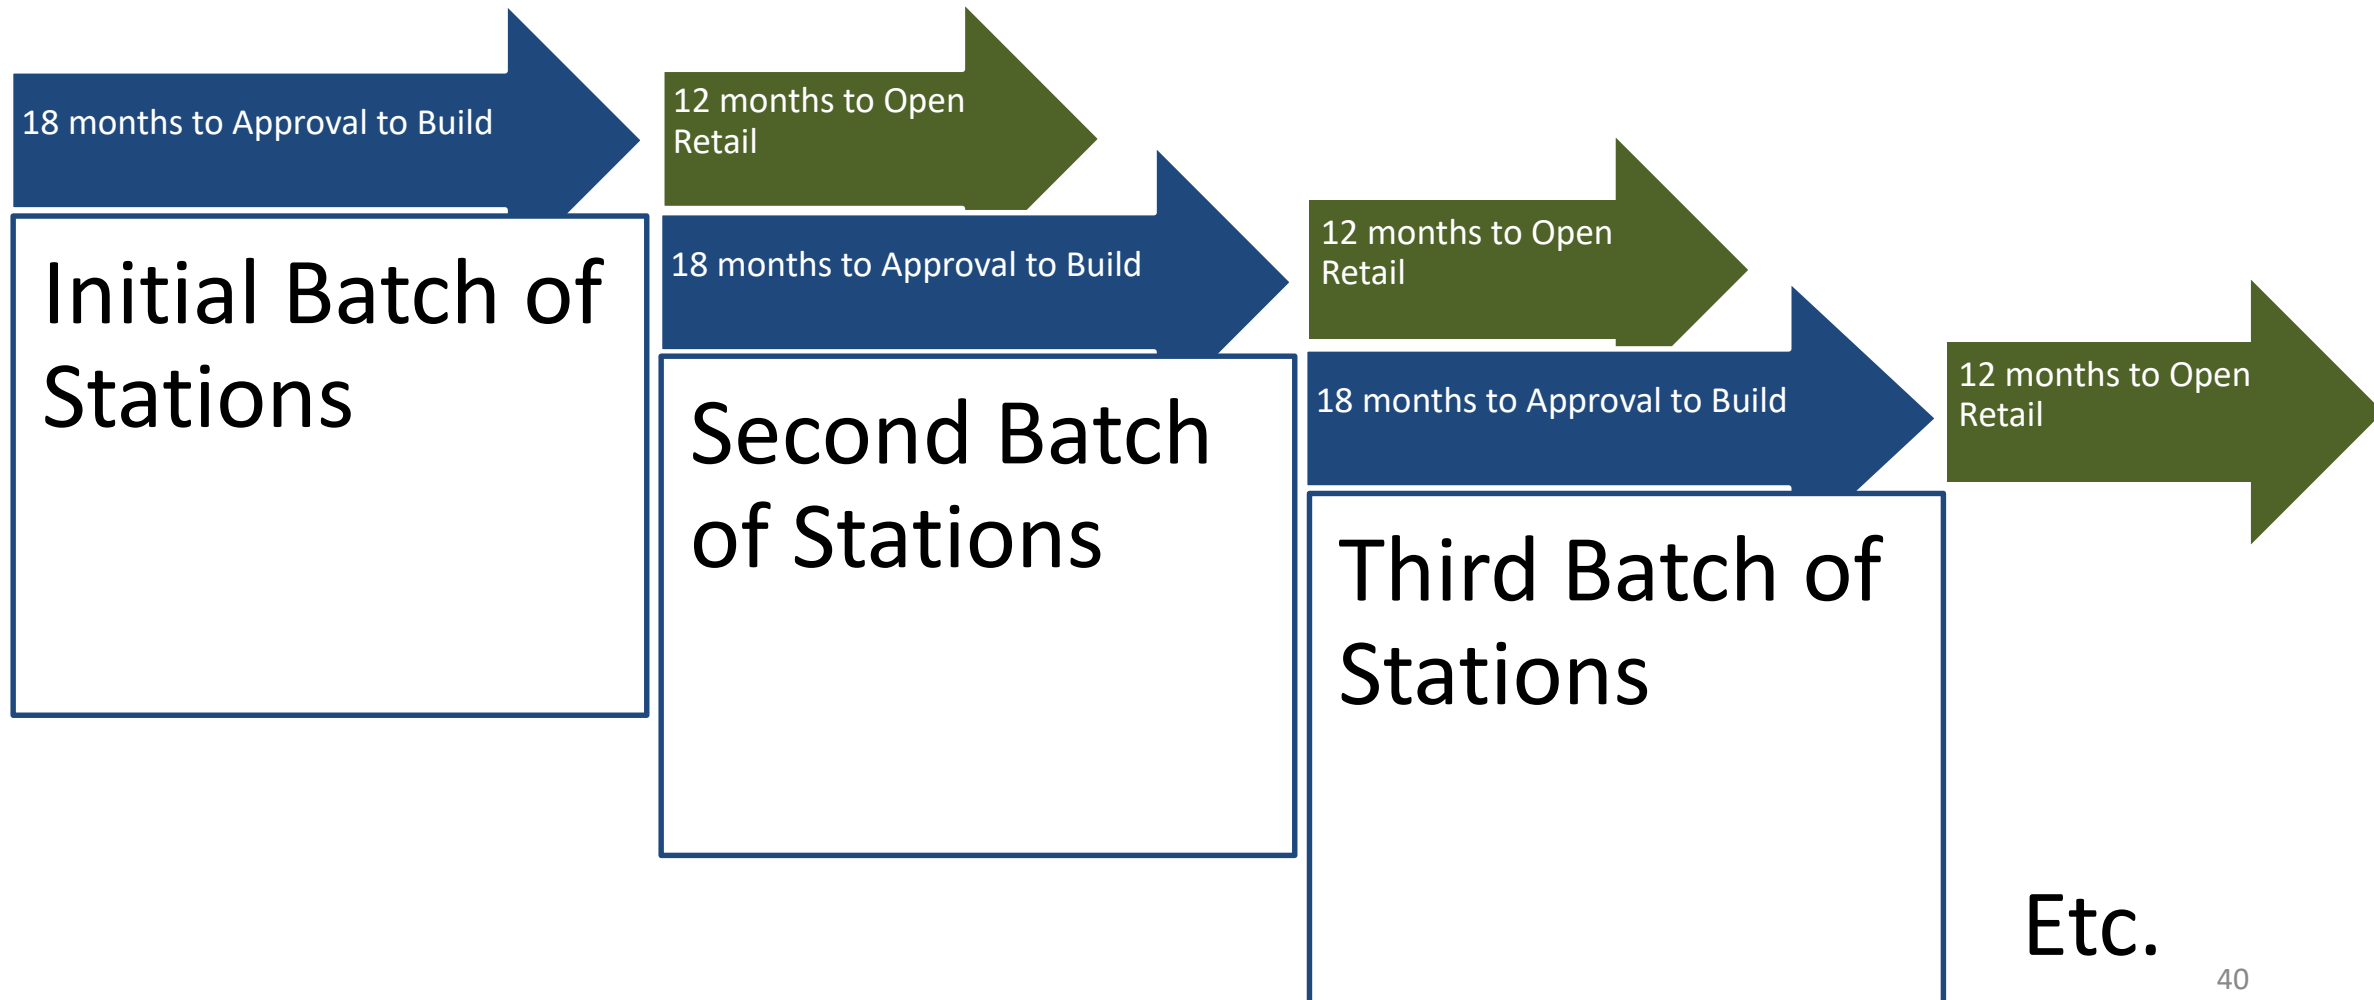 18 months to Approval to Build
12 months to Open
Retail
Initial Batch of
Stations
18 months to Approval to Build
12 months to Open
Retail
Second Batch
of Stations
18 months to Approval to Build
12 months to Open
Retail
Third Batch of
Stations
Etc.
40